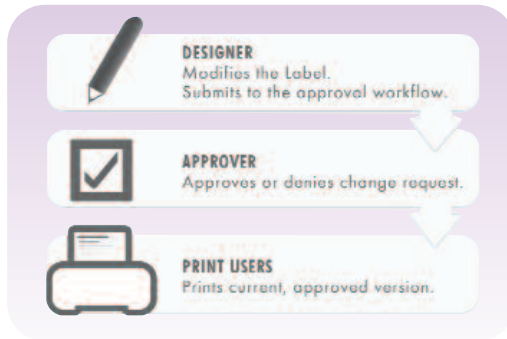 DESIGNER
Modifies the Label.
Submits to the approval workflow.
APPROVER
Approves or denies change request.
PRINT USERS
Prints current, approved version.